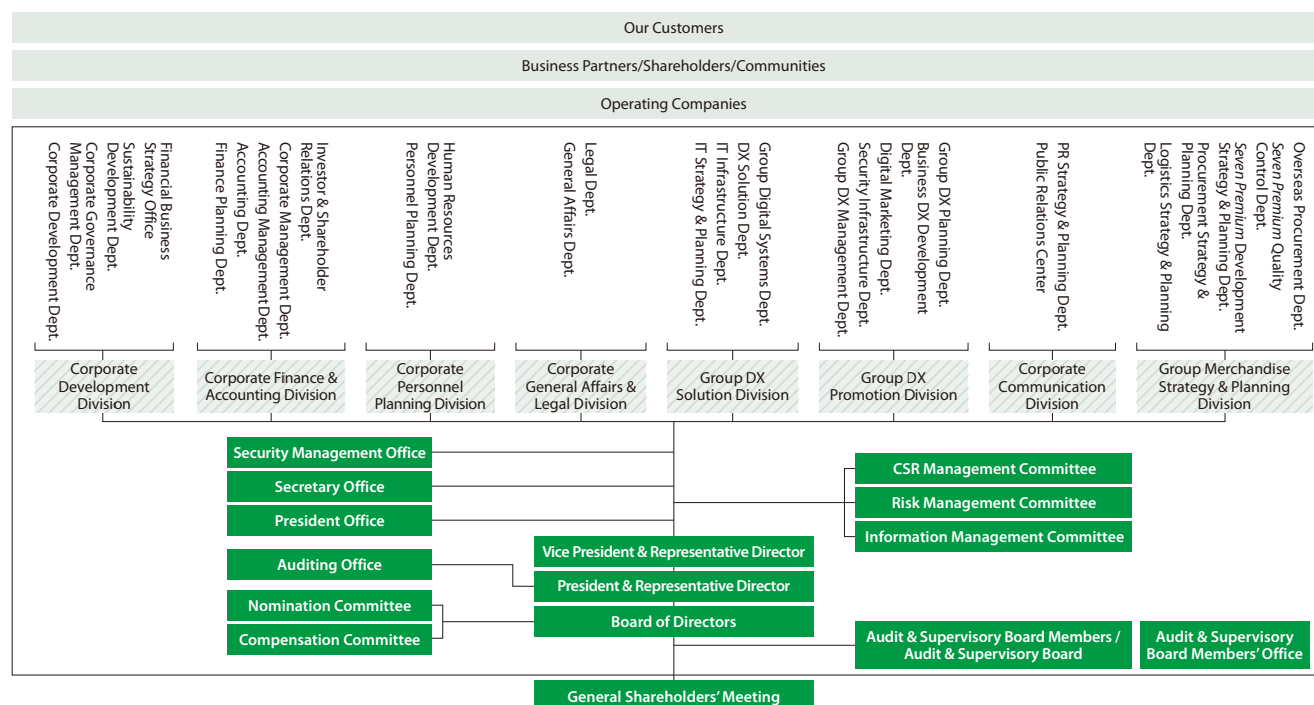 Our Customers
Business Partners/Shareholders/Communities
Operating Companies
Financial Business
Strategy Office
Sustainability
Development Dept.
Corporate Governance
Management Dept.
Corporate Development Dept.
Investor & Shareholder
Relations Dept.
Corporate Management Dept.
Accounting Management Dept.
Accounting Dept.
Finance Planning Dept.
Human Resources
Development Dept.
Personnel Planning Dept.
Legal Dept.
General Affairs Dept.
Group Digital Systems Dept.
DX Solution Dept.
IT Infrastructure Dept.
IT Strategy & Planning Dept.
Group DX Planning Dept.
Business DX Development
Dept.
Digital Marketing Dept.
Security Infrastructure Dept.
Group DX Management Dept.
PR Strategy & Planning Dept.
Public Relations Center
Overseas Procurement Dept.
Seven Premium Quality
Control Dept.
Seven Premium Development
Strategy & Planning Dept.
Procurement Strategy &
Planning Dept.
Logistics Strategy & Planning
Dept.
Corporate
Development
Division
Corporate Finance &
Accounting Division
Corporate
Personnel
Planning Division
Corporate
General Affairs &
Legal Division
Group DX
Solution Division
Group DX
Promotion Division
Corporate
Communication
Division
Group Merchandise
Strategy & Planning
Division
Security Management Office
Secretary Office
President Office
Auditing Office
Nomination Committee
Compensation Committee
Vice President & Representative Director
President & Representative Director
Board of Directors
CSR Management Committee
Risk Management Committee
Information Management Committee
Audit & Supervisory Board Members /
Audit & Supervisory Board
Audit & Supervisory
Board Members' Office
General Shareholders' Meeting